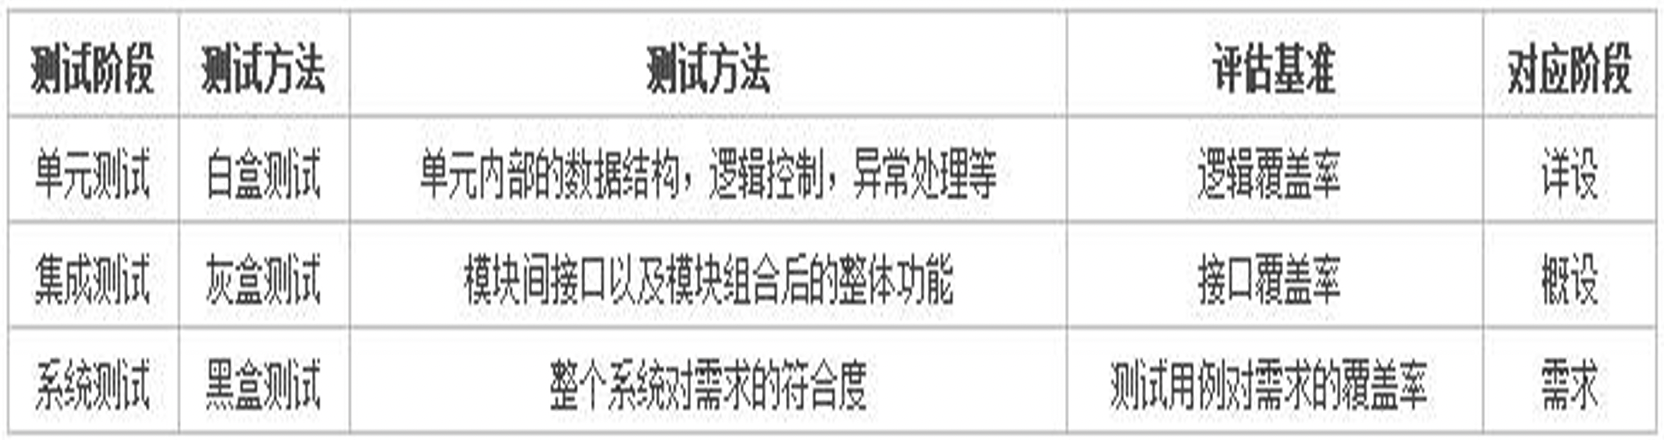 测试阶段 测试方法 测试方法 评估基准 对应阶段
单元测试 白盒测试 单元内部的数据结构，逻辑控制，异常处理等 逻辑覆盖率 详设
集成测试 灰盒测试 模块间接口以及模块组合后的整体功能 接口覆盖率 概设
系统测试 黑盒测试 整个系统对需求的符合度 测试用例对需求的覆盖率 需求